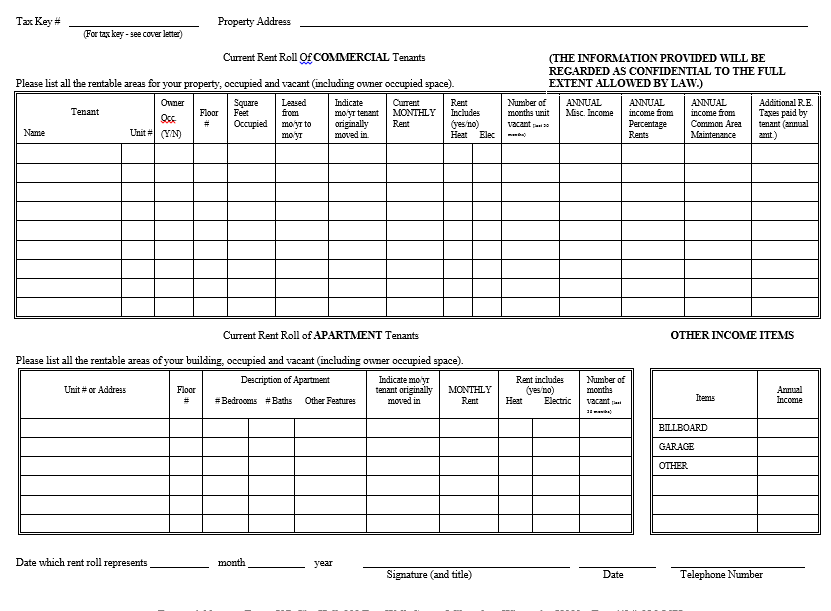 Tax Key # Property Address
(For tax key - see cover letter)
Current Rent Roll Of COMMERCIAL Tenants
(THE INFORMATION PROVIDED WILL BE
REGARDED AS CONFIDENTIAL TO THE FULL
EXTENT ALLOWED BY LAW.)
Please list all the rentable areas for your property, occupied and vacant (including owner occupied space).
Tenant
Name Unit #
Owner
Occ.
(Y/N)
Floor
#
Square
Feet
Occupied
Leased
from
mo/yr to
mo/yr
Indicate
mo/yr tenant
originally
moved in.
Current
MONTHLY
Rent
Rent
Includes
(yes/no)
Heat Elec
Number of
months unit
vacant
months)
ANNUAL
Misc. Income
ANNUAL
income from
Percentage
Rents
ANNUAL
income from
Common Area
Maintenance
Additional R.E.
Taxes paid by
tenant (annual
amt.)
Current Rent Roll of APARTMENT Tenants
OTHER INCOME ITEMS
Please list all the rentable areas of your building, occupied and vacant (including owner occupied space).
Unit # or Address
Floor
#
Description of Apartment
# Bedrooms # Baths Other Features
Indicate mo/yr
tenant originally
moved in
MONTHLY
Rent
Rent includes
(yes/no)
Heat Electric
Number of
months
vacant (last
months)
Items
Annual
Income
BILLBOARD
GARAGE
OTHER
Date which rent roll represents month year
Signature (and title) Date Telephone Number